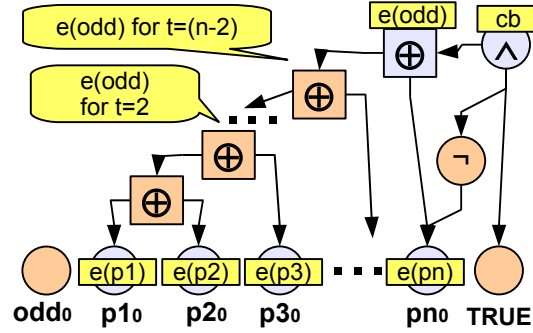 e(odd) for t=(n-2)
e(odd)
cb
⊕
∧
e(odd)
for t=2
⊕
...
⊕
¬
⊕
e(p1)
e(p2)
e(p3)
...
e(pn)
odd0
p10
p20
p30
pn0
TRUE